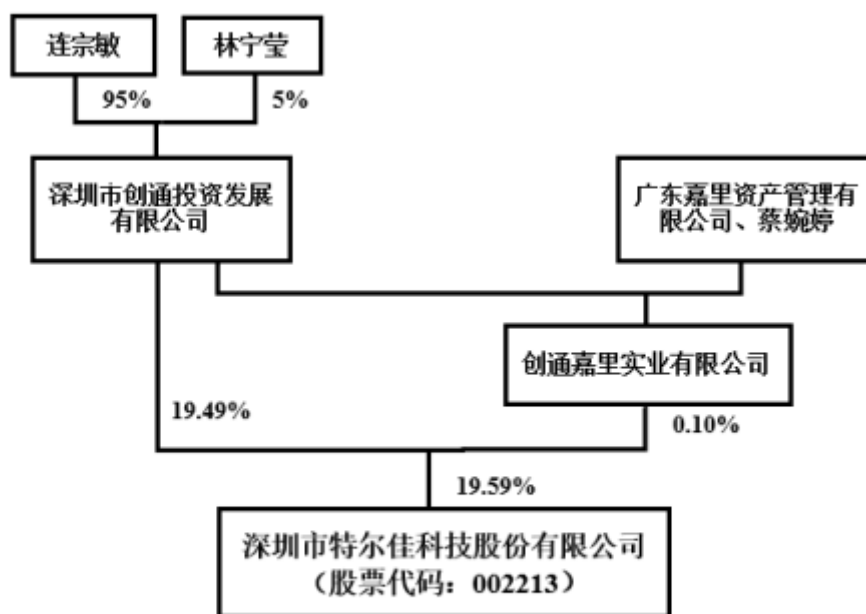 连宗敏
林宁莹
95%
5%
深圳市创通投资发展
有限公司
广东嘉里资产管理有
限公司、蔡婉婷
创通嘉里实业有限公司
19.49%
0.10%
19.59%
深圳市特尔佳科技股份有限公司
（股票代码：002213）